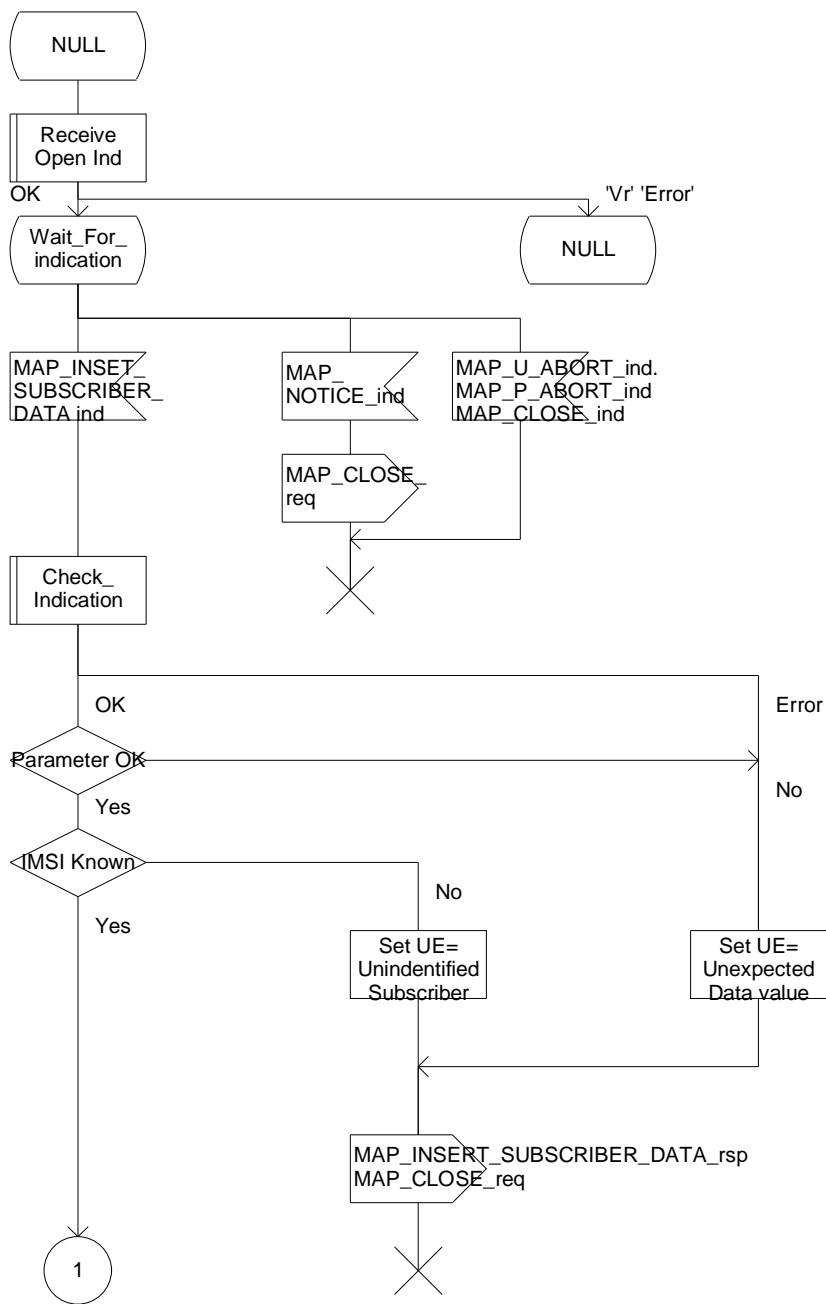 NULL
Receive
Open Ind
OK
'Vr' 'Error'
Wait_For_
indication
NULL
MAP_INSET_
SUBSCRIBER_
DATA ind
MAP_
NOTICE_ind
MAP_U_ABORT_ind.
MAP_P_ABORT_ind
MAP_CLOSE_ind
MAP_CLOSE_
req
Check_
Indication
OK
Error
Parameter OK
No
Yes
IMSI Known
No
Yes
Set UE=
Unindentified
Subscriber
Set UE=
Unexpected
Data value
MAP_INSERT_SUBSCRIBER_DATA_rsp
MAP_CLOSE_req
1